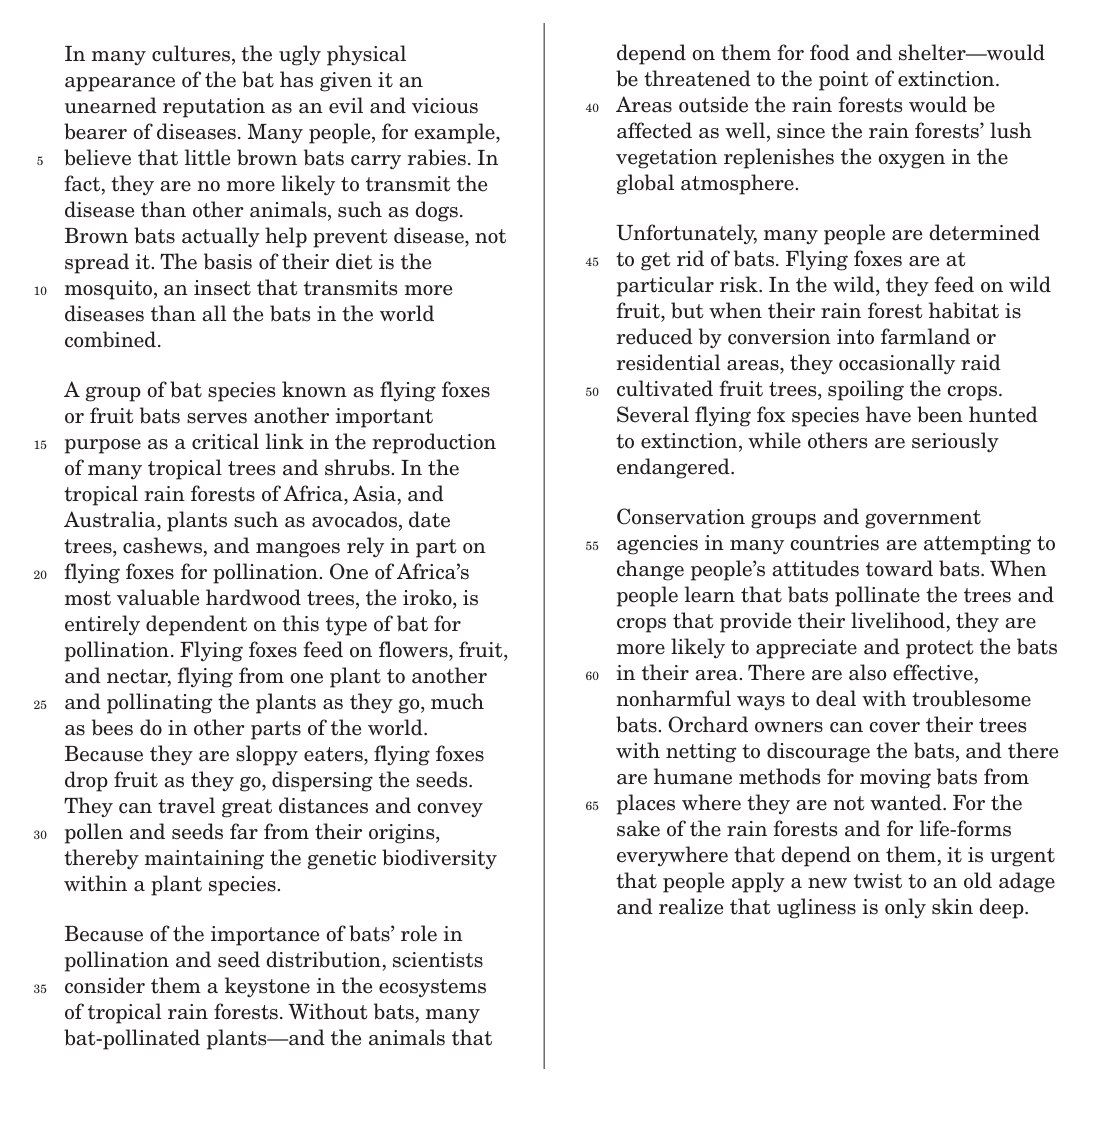 In many cultures, the ugly physical
appearance of the bat has given it an
unearned reputation as an evil and vicious
bearer of diseases. Many people, for example,
5 believe that little brown bats carry rabies. In
fact, they are no more likely to transmit the
disease than other animals, such as dogs.
Brown bats actually help prevent disease, not
spread it. The basis of their diet is the
10 mosquito, an insect that transmits more
diseases than all the bats in the world
combined.
A group of bat species known as flying foxes
or fruit bats serves another important
15 purpose as a critical link in the reproduction
of many tropical trees and shrubs. In the
tropical rain forests of Africa, Asia, and
Australia, plants such as avocados, date
trees, cashews, and mangoes rely in part on
20 flying foxes for pollination. One of Africa’s
most valuable hardwood trees, the iroko, is
entirely dependent on this type of bat for
pollination. Flying foxes feed on flowers, fruit,
and nectar, flying from one plant to another
25 and pollinating the plants as they go, much
as bees do in other parts of the world.
Because they are sloppy eaters, flying foxes
drop fruit as they go, dispersing the seeds.
They can travel great distances and convey
30 pollen and seeds far from their origins,
thereby maintaining the genetic biodiversity
within a plant species.
Because of the importance of bats’ role in
pollination and seed distribution, scientists
35 consider them a keystone in the ecosystems
of tropical rain forests. Without bats, many
bat-pollinated plants—and the animals that
depend on them for food and shelter—would
be threatened to the point of extinction.
40 Areas outside the rain forests would be
affected as well, since the rain forests’ lush
vegetation replenishes the oxygen in the
global atmosphere.
Unfortunately, many people are determined
45 to get rid of bats. Flying foxes are at
particular risk. In the wild, they feed on wild
fruit, but when their rain forest habitat is
reduced by conversion into farmland or
residential areas, they occasionally raid
50 cultivated fruit trees, spoiling the crops.
Several flying fox species have been hunted
to extinction, while others are seriously
endangered.
Conservation groups and government
55 agencies in many countries are attempting to
change people’s attitudes toward bats. When
people learn that bats pollinate the trees and
crops that provide their livelihood, they are
more likely to appreciate and protect the bats
60 in their area. There are also effective,
nonharmful ways to deal with troublesome
bats. Orchard owners can cover their trees
with netting to discourage the bats, and there
are humane methods for moving bats from
65 places where they are not wanted. For the
sake of the rain forests and for life-forms
everywhere that depend on them, it is urgent
that people apply a new twist to an old adage
and realize that ugliness is only skin deep.